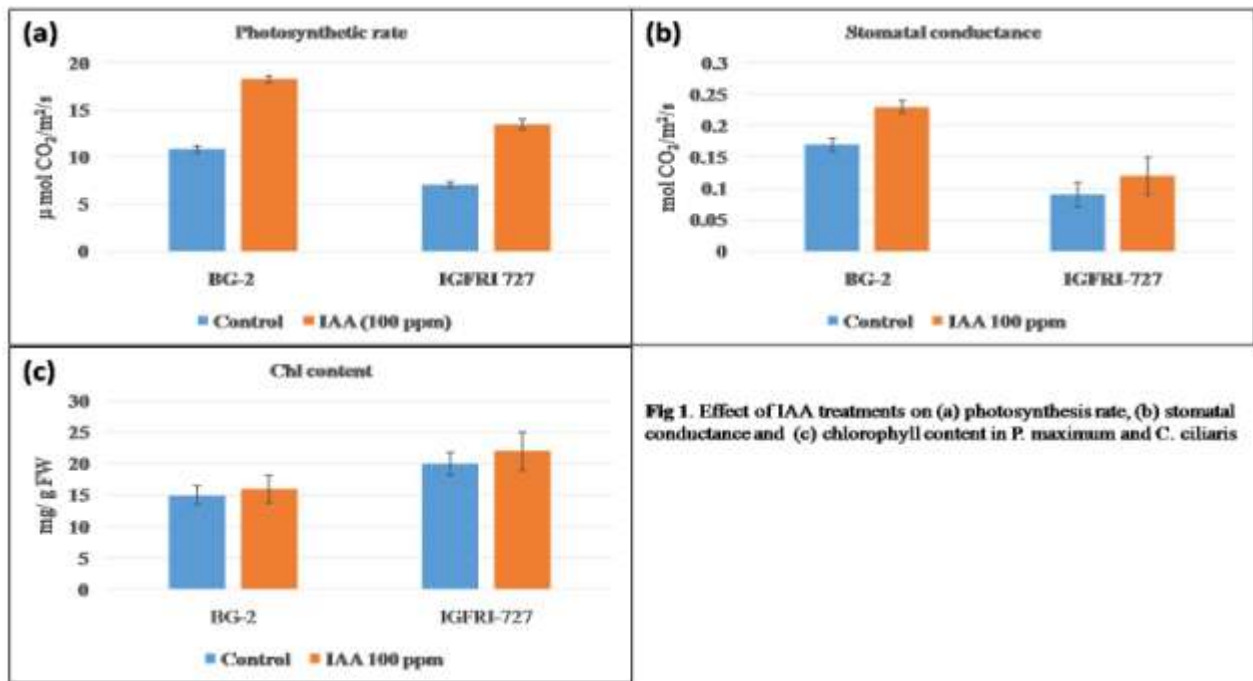 (a)
Photosynthetic rate
µ mol CO₂/m²/s
20
15
10
5
0
BG-2 IGFRI 727
Control IAA (100 ppm)
(b)
Stomatal conductance
mol CO₂/m²/s
0.3
0.25
0.2
0.15
0.1
0.05
0
BG-2 IGFRI-727
Control IAA 100 ppm
(c)
Chl content
mg/ g FW
30
25
20
15
10
5
0
BG-2 IGFRI-727
Control IAA 100 ppm
Fig 1. Effect of IAA treatments on (a) photosynthesis rate, (b) stomatal
conductance and (c) chlorophyll content in P. maximum and C. ciliaris